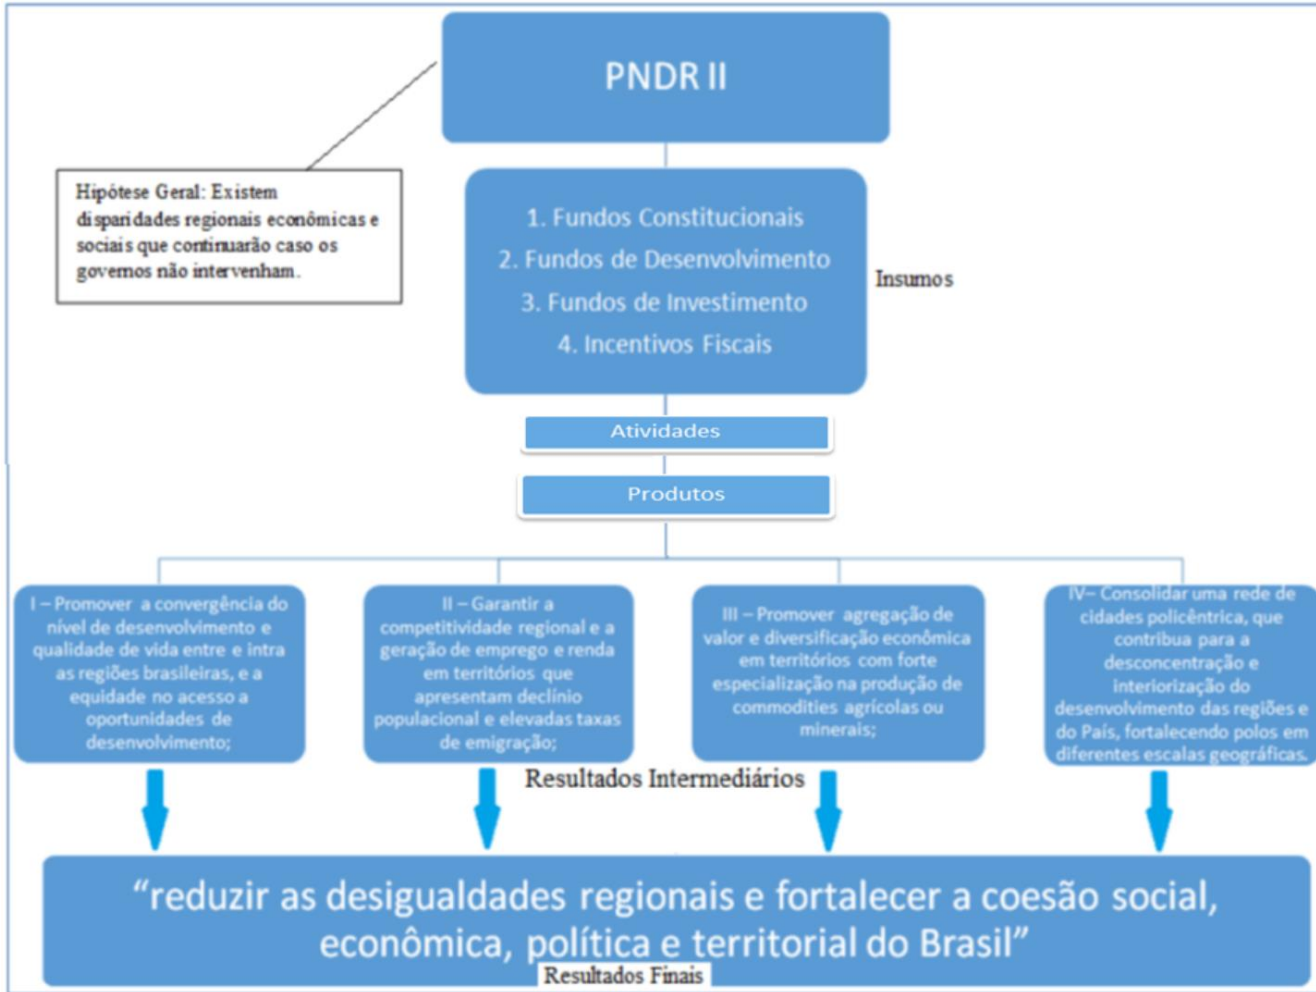 PNDR II
Hipótese Geral: Existem
disparidades regionais econômicas e
sociais que continuarão caso os
governos não intervenham.
1. Fundos Constitucionais
2. Fundos de Desenvolvimento
3. Fundos de Investimento
4. Incentivos Fiscais
Insumos
Atividades
Produtos
I – Promover a convergência do
nível de desenvolvimento e
qualidade de vida entre e intra
as regiões brasileiras, e a
equidade no acesso a
oportunidades de
desenvolvimento;
II – Garantir a
competitividade regional e a
geração de emprego e renda
em territórios que
apresentam declínio
populacional e elevadas taxas
de emigração;
III – Promover agregação de
valor e diversificação econômica
em territórios com forte
especialização na produção de
commodities agrícolas ou
minerais;
IV– Consolidar uma rede de
cidades policêntrica, que
contribua para a
desconcentração e
interiorização do
desenvolvimento das regiões e
do País, fortalecendo polos em
diferentes escalas geográficas.
Resultados Intermediários
“reduzir as desigualdades regionais e fortalecer a coesão social,
econômica, política e territorial do Brasil”
Resultados Finais